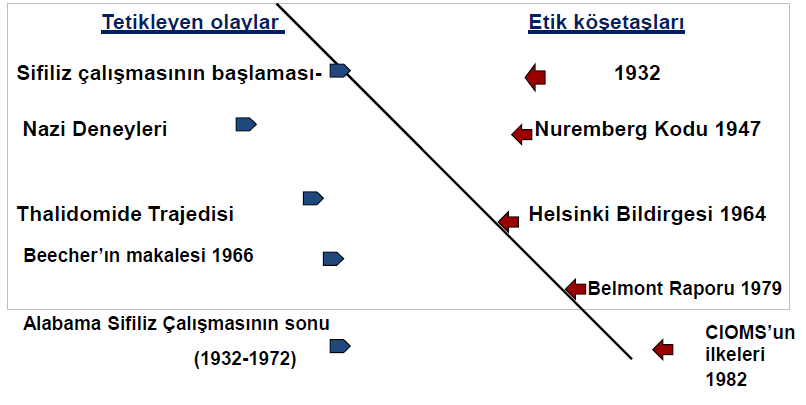 Tetikleyen olaylar
Etik köşetaşları
Sifiliz çalışmasının başlaması-
1932
Nazi Deneyleri
Nuremberg Kodu 1947
Thalidomide Trajedisi
Helsinki Bildirgesi 1964
Beecher’ın makalesi 1966
Belmont Raporu 1979
Alabama Sifiliz Çalışmasının sonu
(1932-1972)
CIOMS’un
ilkeleri
1982